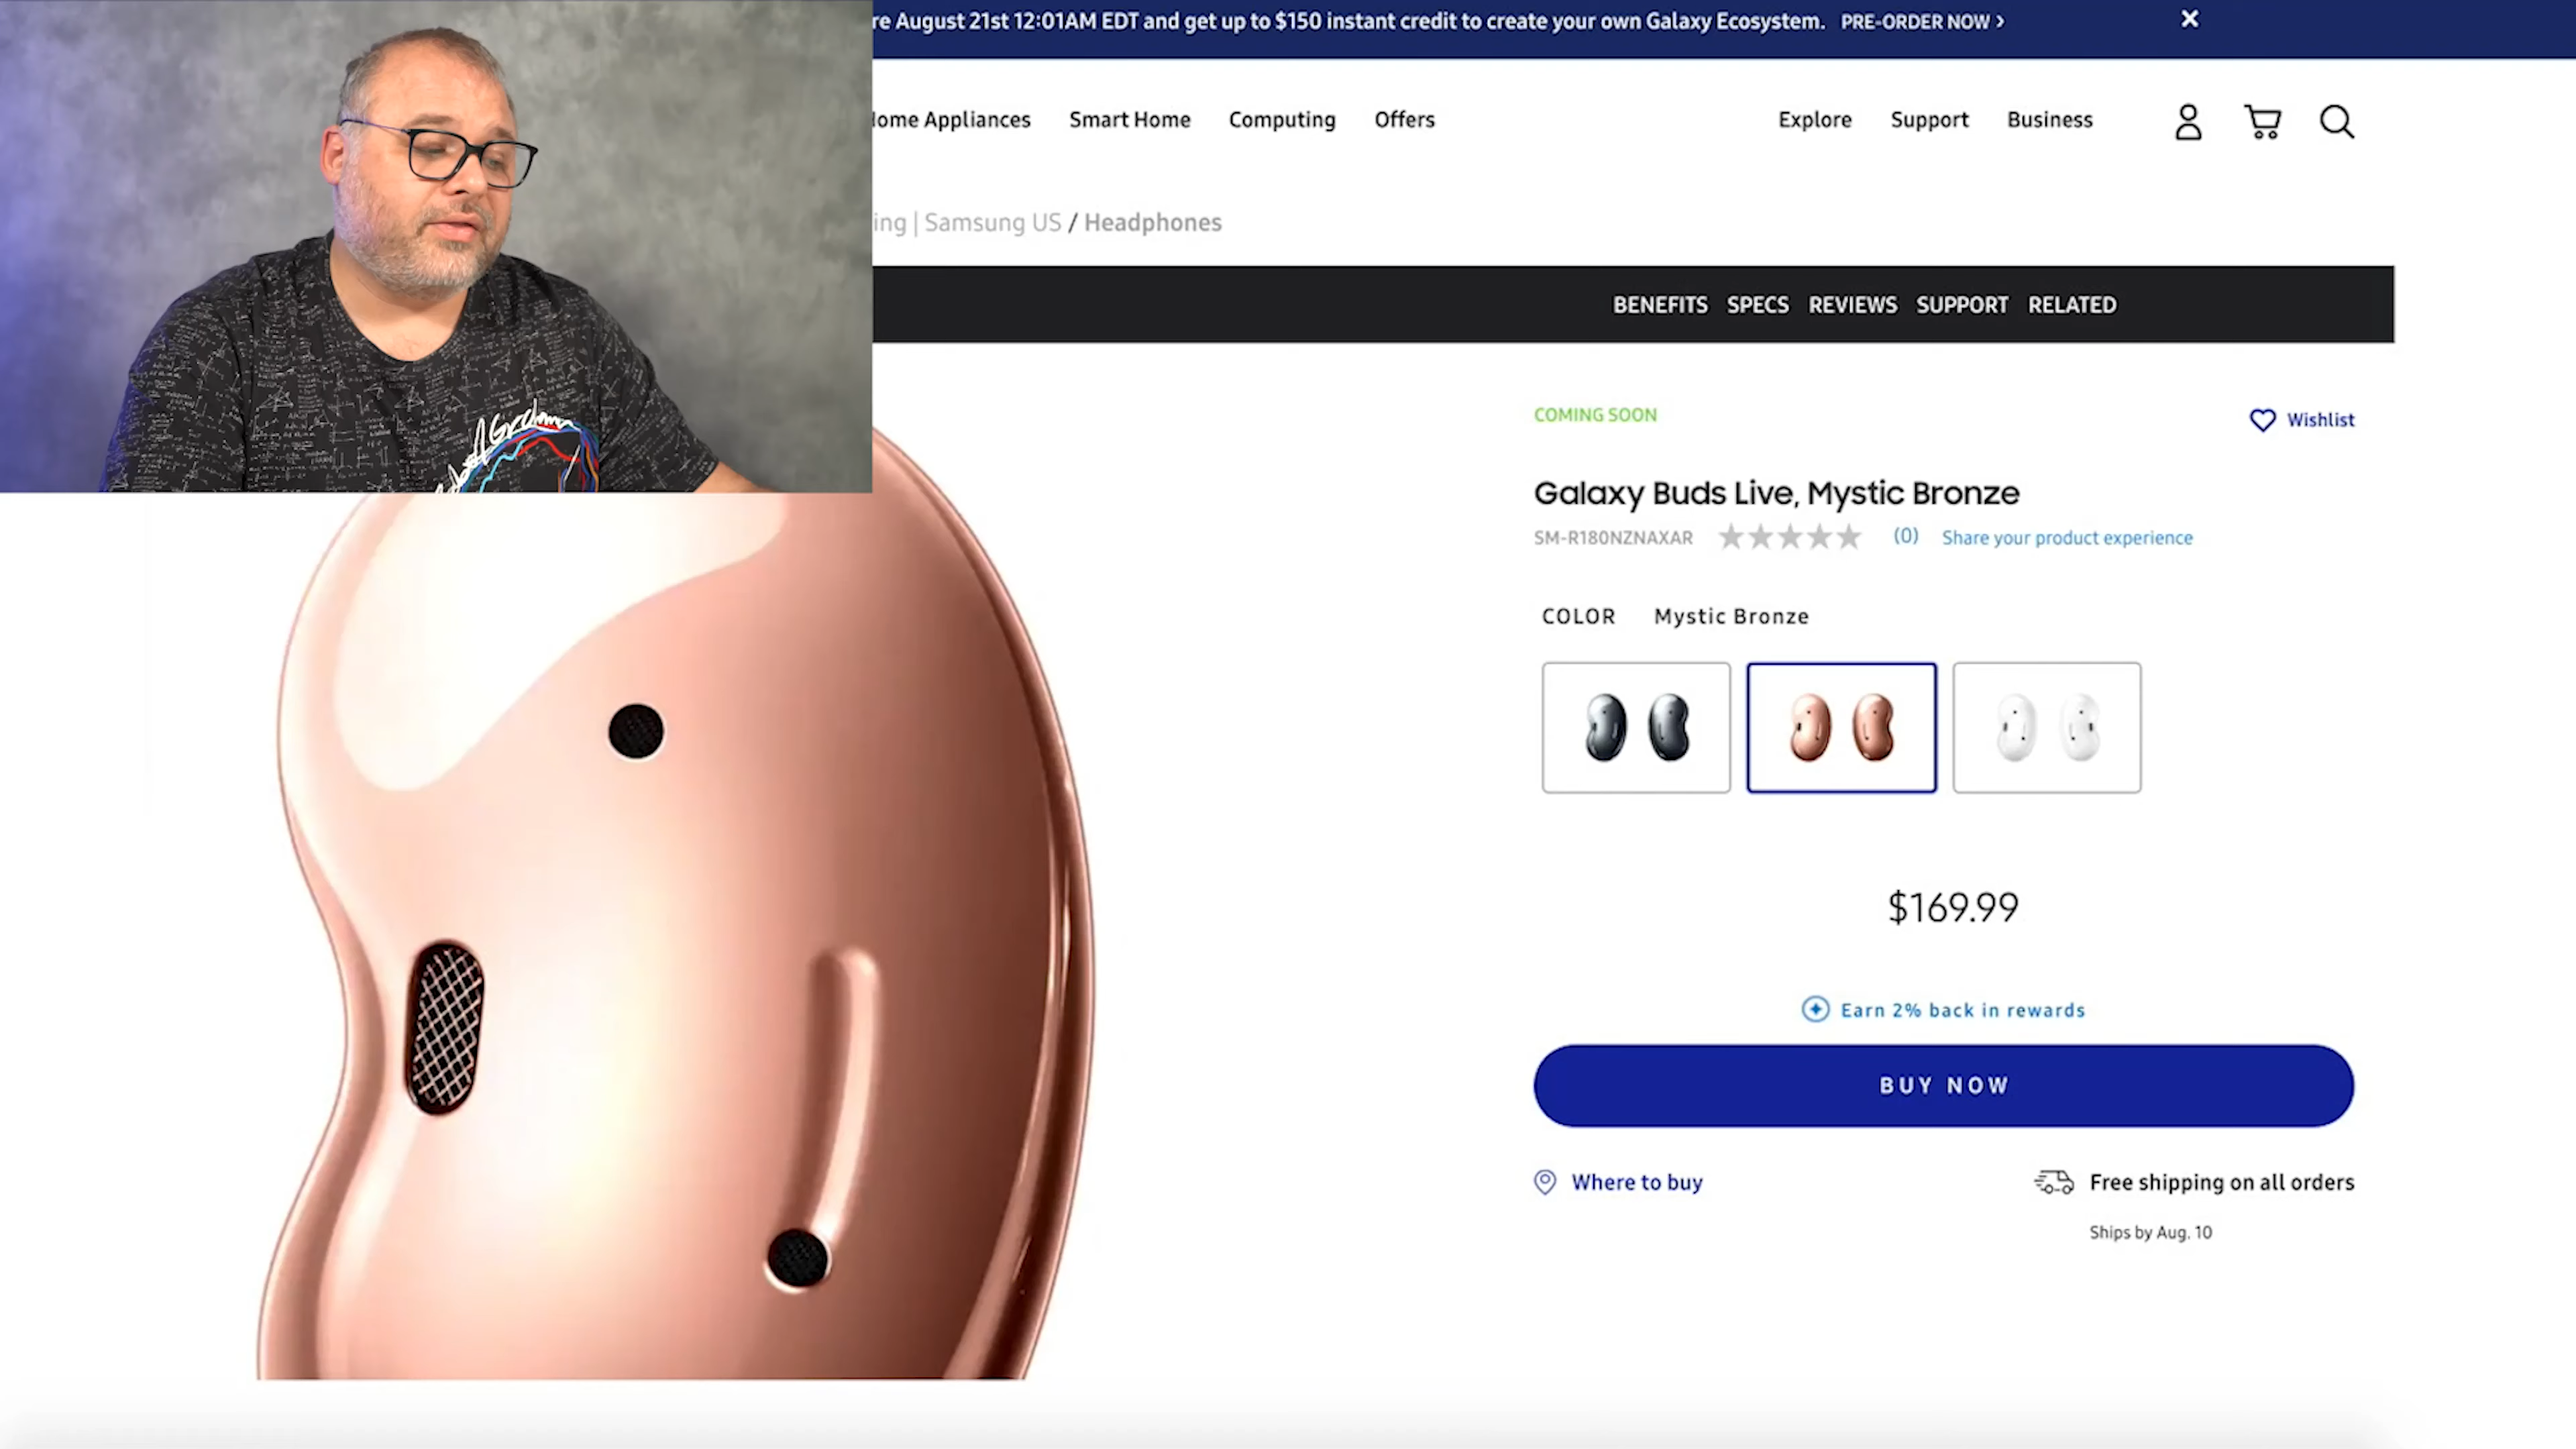 re August 21st 12:01AM EDT and get up to $150 instant credit to create your own Galaxy Ecosystem. PRE-ORDER NOW >
Home Appliances Smart Home Computing Offers Explore Support Business
ing | Samsung US / Headphones
BENEFITS SPECS REVIEWS SUPPORT RELATED
COMING SOON
Wishlist
Galaxy Buds Live, Mystic Bronze
SM-R180NZNAXAR (0) Share your product experience
COLOR Mystic Bronze
$169.99
Earn 2% back in rewards
BUY NOW
Where to buy
Free shipping on all orders
Ships by Aug. 10